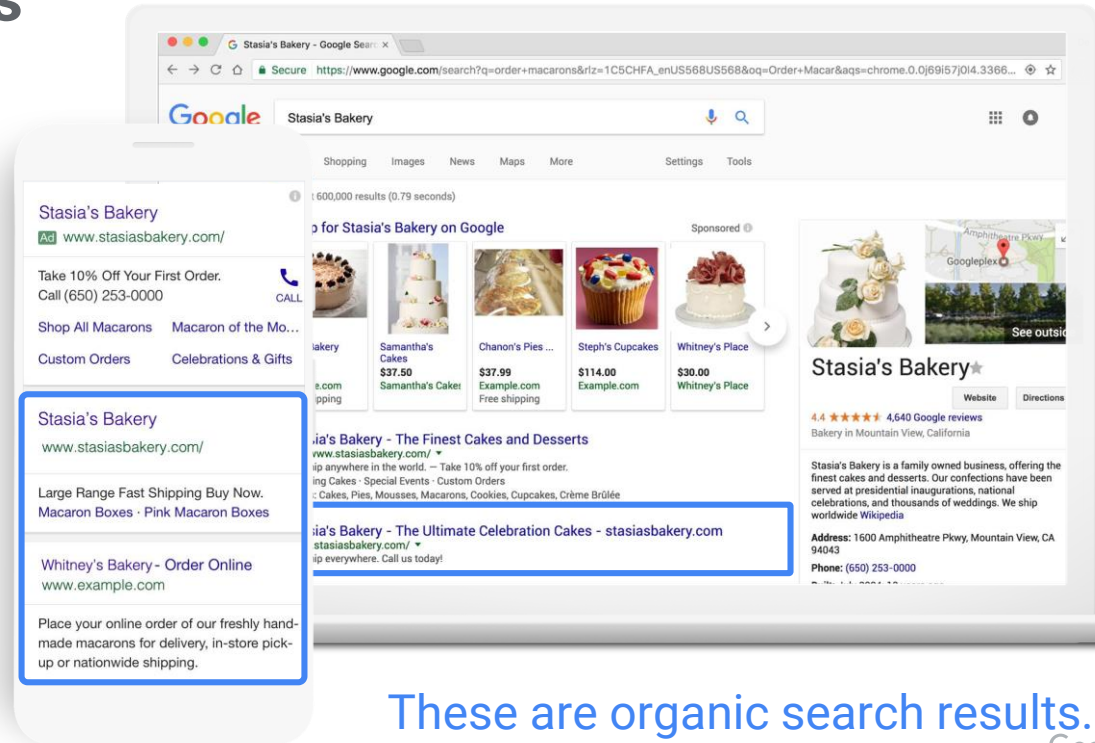 s
Stasia's Bakery - Google Searc ×
Secure https://www.google.com/search?q=order+macarons&rlz=1C5CHFA_enUS568US568&oq=Order+Macar&aqs=chrome.0.0j69i57j0l4.3366...
Google
Stasia's Bakery
Shopping Images News Maps More Settings Tools
600,000 results (0.79 seconds)
p for Stasia's Bakery on Google
Sponsored
akery
e.com
pping
Samantha's
Cakes
$37.50
Samantha's Cakes
Chanon's Pies ...
$37.99
Example.com
Free shipping
Steph's Cupcakes
$114.00
Example.com
Whitney's Place
$30.00
Whitney's Place
sia's Bakery - The Finest Cakes and Desserts
www.stasiasbakery.com/
ip anywhere in the world. — Take 10% off your first order.
ing Cakes · Special Events · Custom Orders
: Cakes, Pies, Mousses, Macarons, Cookies, Cupcakes, Crème Brûlée
sia's Bakery - The Ultimate Celebration Cakes - stasiasbakery.com
.stasiasbakery.com/
ip everywhere. Call us today!
Amphitheatre Pkwy
Googleplex
See outsid
Stasia's Bakery
Website Directions
4.4 4,640 Google reviews
Bakery in Mountain View, California
Stasia's Bakery is a family owned business, offering the
finest cakes and desserts. Our confections have been
served at presidential inaugurations, national
celebrations, and thousands of weddings. We ship
worldwide Wikipedia
Address: 1600 Amphitheatre Pkwy, Mountain View, CA
94043
Phone: (650) 253-0000
Stasia's Bakery
Ad www.stasiasbakery.com/
Take 10% Off Your First Order.
Call (650) 253-0000
CALL
Shop All Macarons Macaron of the Mo...
Custom Orders Celebrations & Gifts
Stasia's Bakery
www.stasiasbakery.com/
Large Range Fast Shipping Buy Now.
Macaron Boxes · Pink Macaron Boxes
Whitney's Bakery - Order Online
www.example.com
Place your online order of our freshly hand-
made macarons for delivery, in-store pick-
up or nationwide shipping.
These are organic search results.